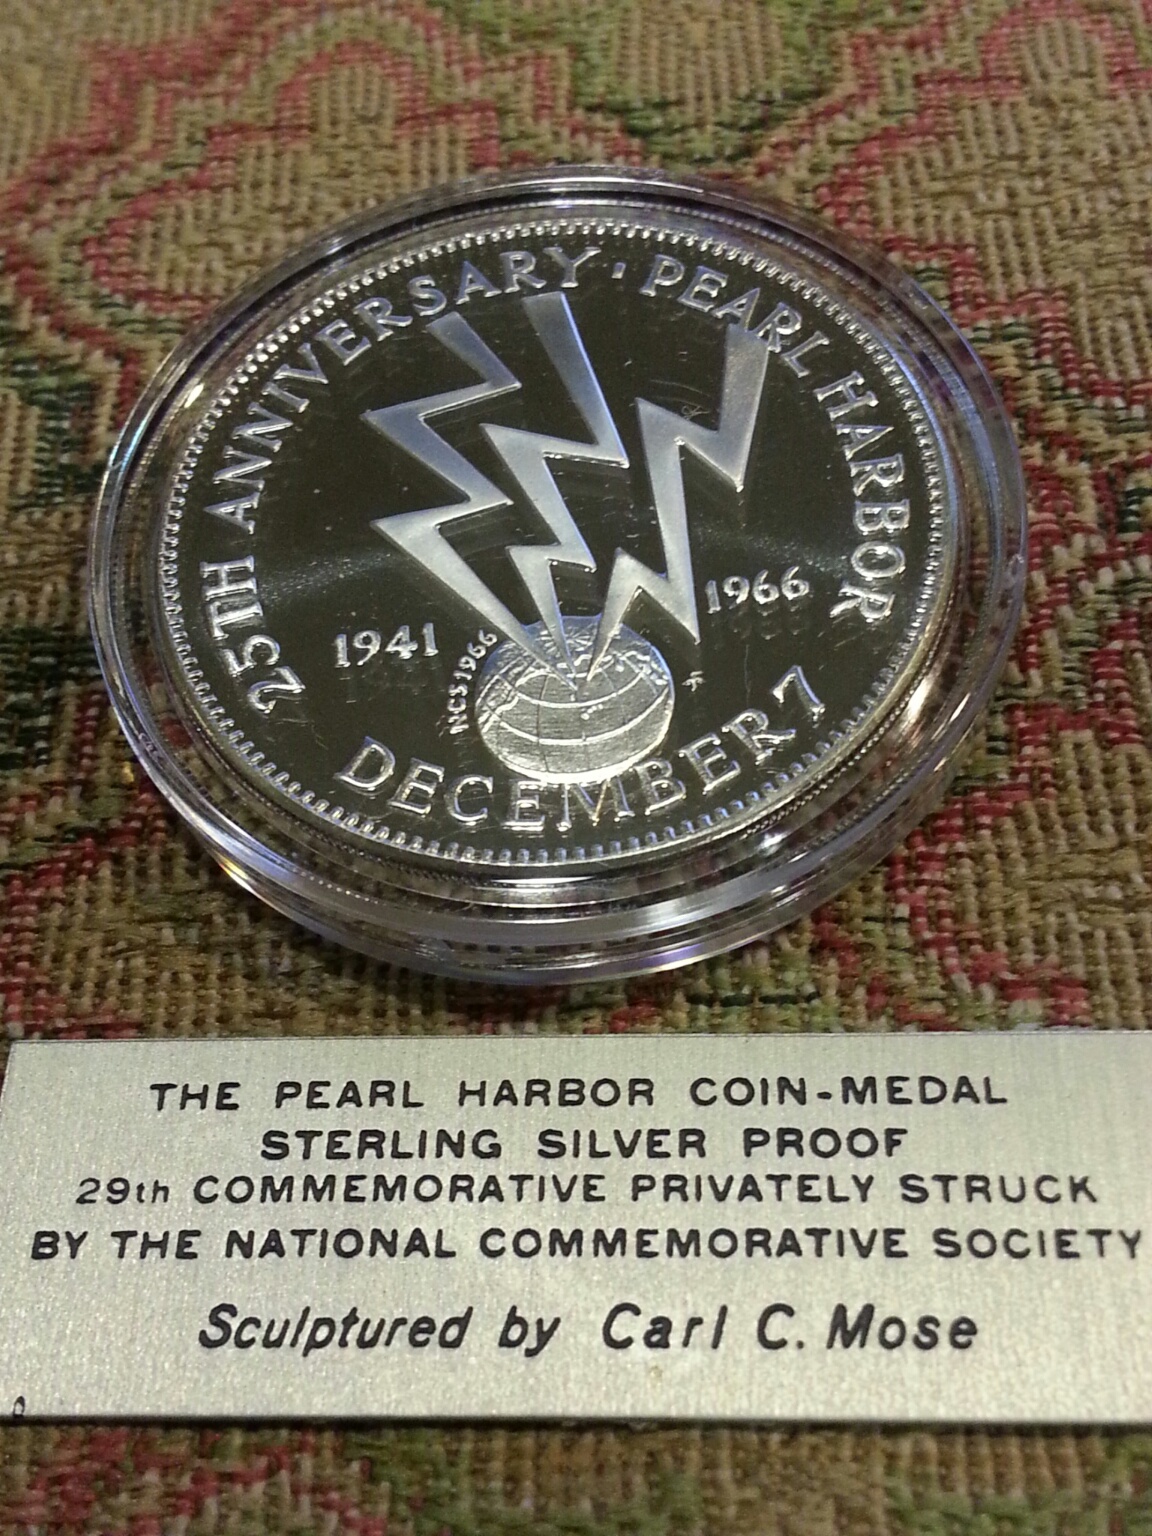 25TH ANNIVERSARY · PEARL HARBOR
1941
1966
NCS 1966
DECEMBER 7
THE PEARL HARBOR COIN-MEDAL
STERLING SILVER PROOF
29th COMMEMORATIVE PRIVATELY STRUCK
BY THE NATIONAL COMMEMORATIVE SOCIETY
Sculptured by Carl C. Mose